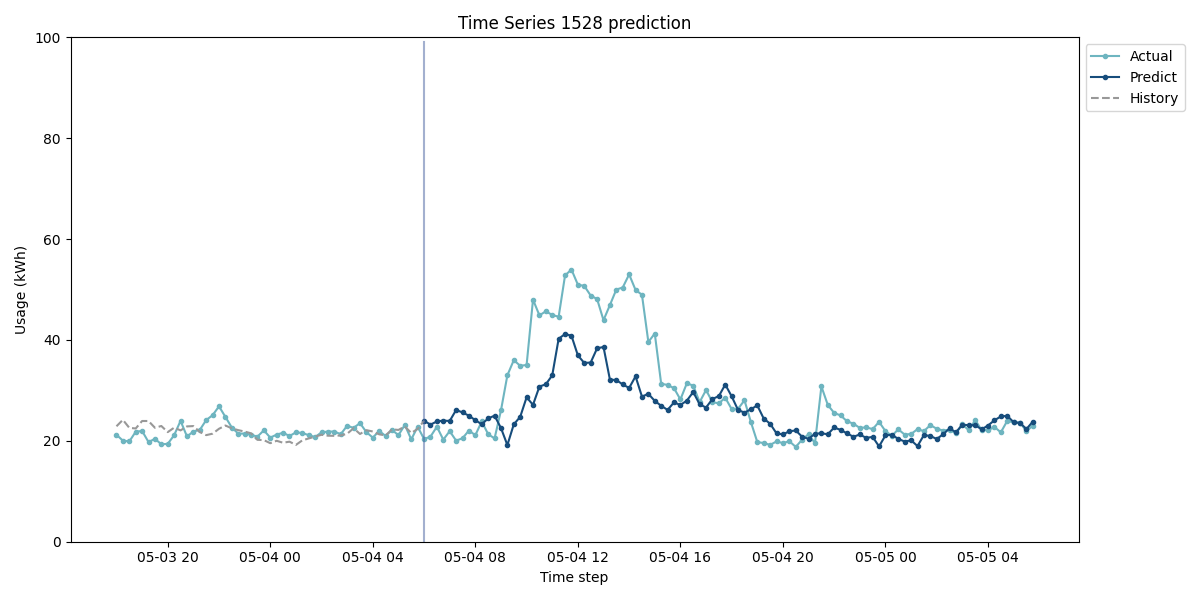 Time Series 1528 prediction
100
80
60
40
20
0
Usage (kWh)
05-03 20
05-04 00
05-04 04
05-04 08
05-04 12
05-04 16
05-04 20
05-05 00
05-05 04
Time step
Actual
Predict
History